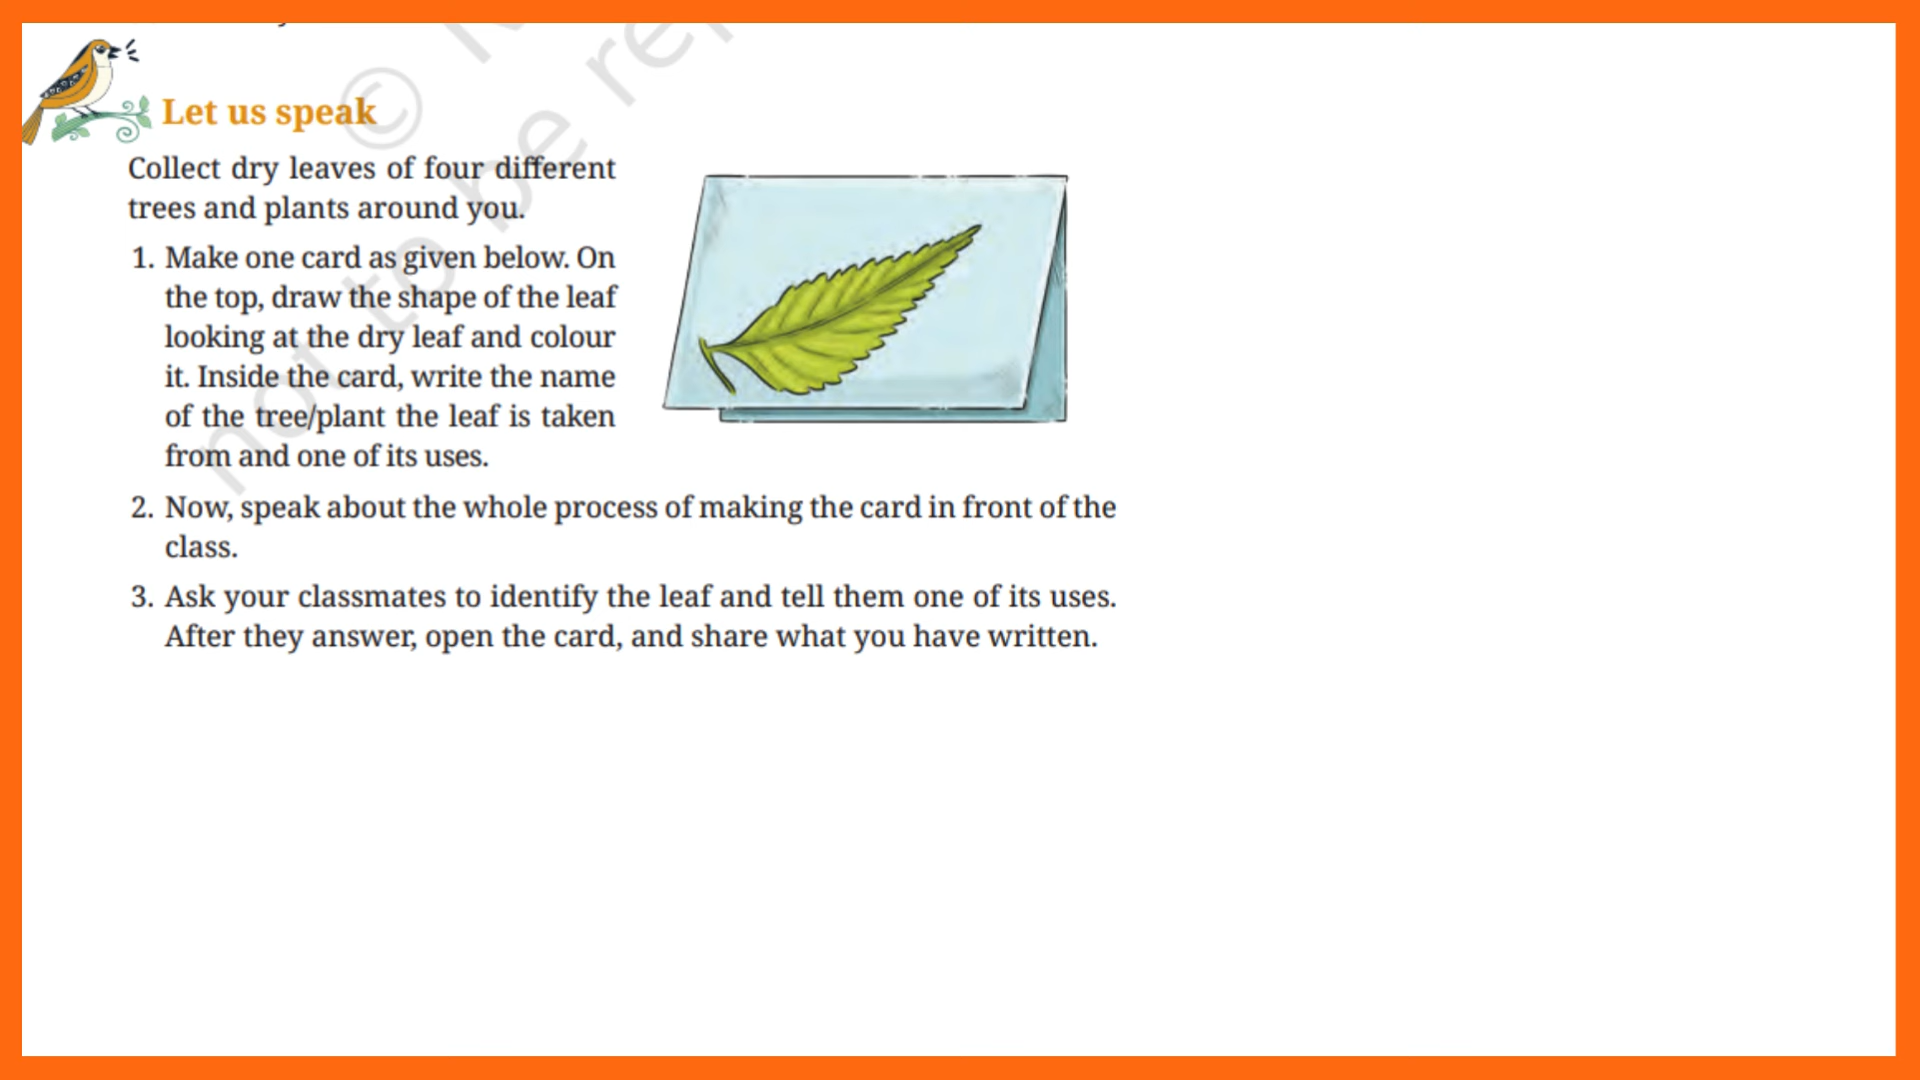 Let us speak
Collect dry leaves of four different
trees and plants around you.
1. Make one card as given below. On
the top, draw the shape of the leaf
looking at the dry leaf and colour
it. Inside the card, write the name
of the tree/plant the leaf is taken
from and one of its uses.
2. Now, speak about the whole process of making the card in front of the
class.
3. Ask your classmates to identify the leaf and tell them one of its uses.
After they answer, open the card, and share what you have written.
©
not to be